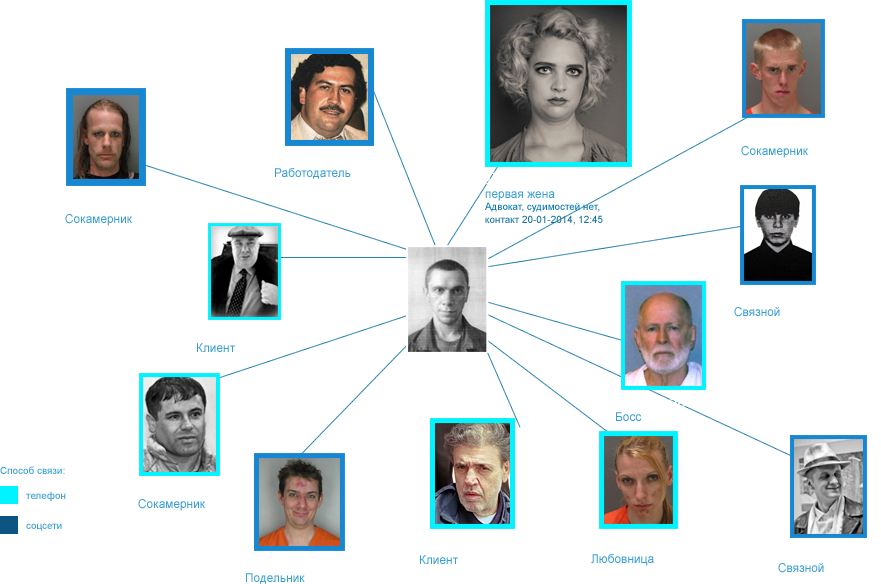 Работодатель
Сокамерник
Сокамерник
первая жена
Адвокат, судимостей нет,
контакт 20-01-2014, 12:45
Связной
Клиент
Босс
Способ связи:
телефон
соцсети
Сокамерник
Подельник
Клиент
Любовница
Связной